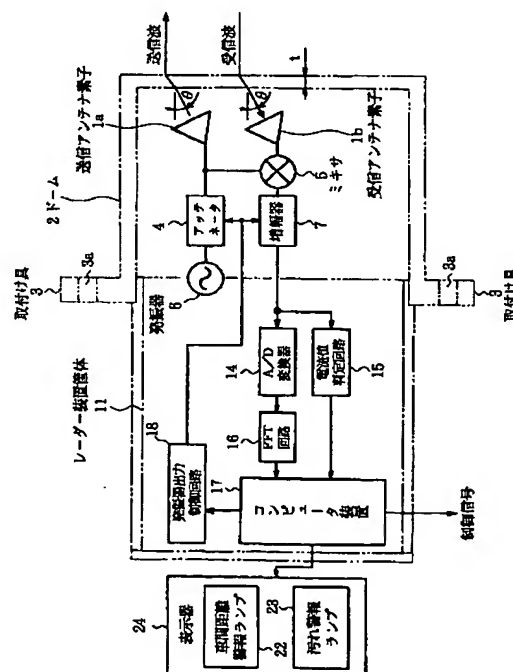 取付け具
3
3a
2 ドーム
送信アンテナ素子
1a
送信波
θ
受信波
θ
t
1b
受信アンテナ素子
4
アッ
テネ
ータ
5
ミキサ
増幅器
7
6
発振器
3a
3
取付け具
レーダー装置筐体
11
18
発振器出力
制御回路
14
A/D
変換器
16
FFT
回路
判定回路
15
17
コンピュータ
装置
制御信号
24
表示器
車間距離
警報ランプ
22
23
汚れ警報
ランプ